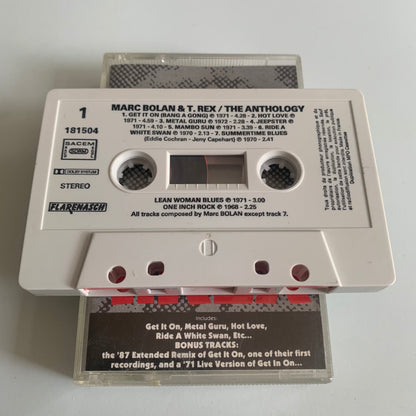 MARC BOLAN & T. REX / THE ANTHOLOGY
1
181504
1. GET IT ON (BANG A GONG) ℗ 1971 - 4.28 - 2. HOT LOVE ℗
1971 - 4.59 - 3. METAL GURU ℗ 1972 - 2.28 - 4. JEEPSTER ℗
1971 - 4.10 - 5. MAMBO SUN ℗ 1971 - 3.39 - 6. RIDE A
WHITE SWAN ℗ 1970 - 2.13 - 7. SUMMERTIME BLUES
(Eddie Cochran - Jerry Capehart) ℗ 1970 - 2.41
SACEM
SDRM
DOLBY SYSTEM
STEREO
FLARENASCH
LEAN WOMAN BLUES ℗ 1971 - 3.00
ONE INCH ROCK ℗ 1968 - 2.25
All tracks composed by Marc BOLAN except track 7.
Includes:
Get It On, Metal Guru, Hot Love,
Ride A White Swan, Etc...
BONUS TRACKS:
the '87 Extended Remix of Get It On, one of their first
recordings, and a '71 Live Version of Get In On...